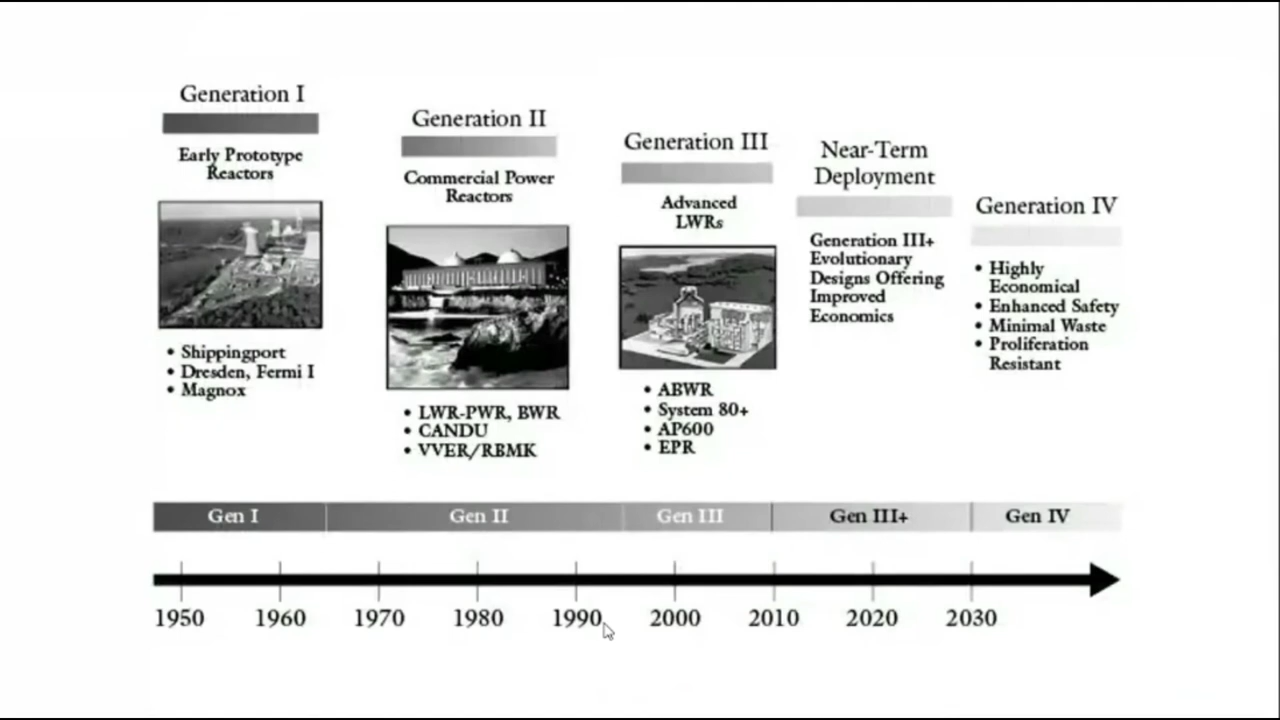 Generation I
Early Prototype
Reactors
• Shippingport
• Dresden, Fermi I
• Magnox
Generation II
Commercial Power
Reactors
• LWR-PWR, BWR
• CANDU
• VVER/RBMK
Generation III
Advanced
LWRs
• ABWR
• System 80+
• AP600
• EPR
Near-Term
Deployment
Generation III+
Evolutionary
Designs Offering
Improved
Economics
Generation IV
• Highly
Economical
• Enhanced Safety
• Minimal Waste
• Proliferation
Resistant
Gen I Gen II Gen III Gen III+ Gen IV
1950 1960 1970 1980 1990 2000 2010 2020 2030